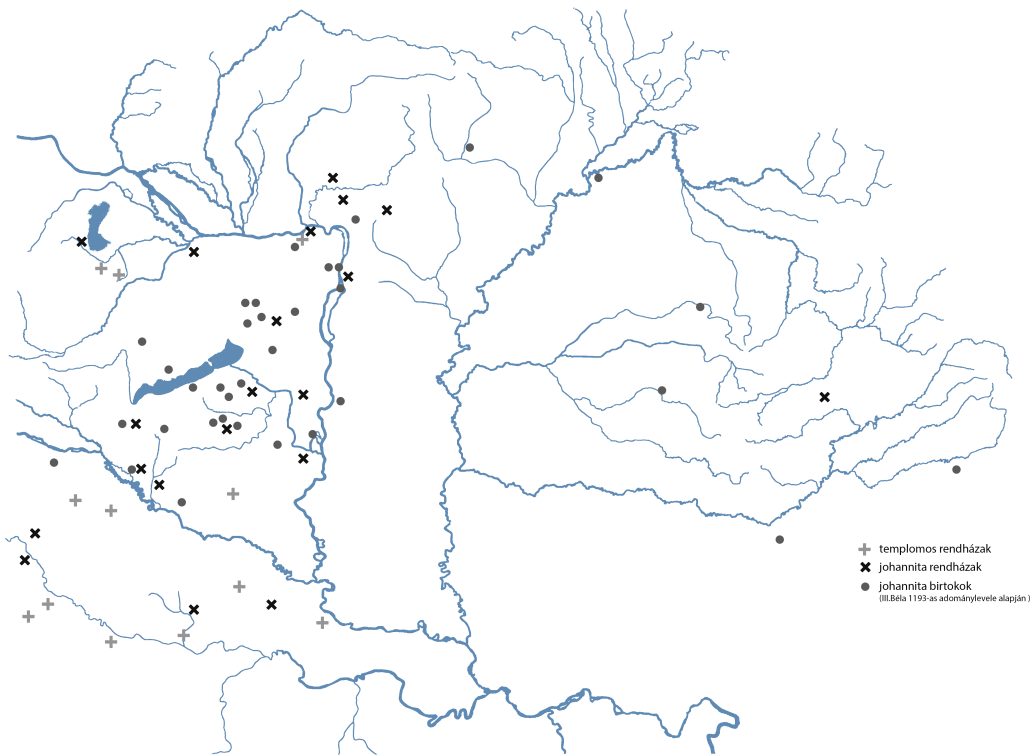 templomos rendházak
johannita rendházak
johannita birtokok
(III.Béla 1193-as adománylevele alapján )